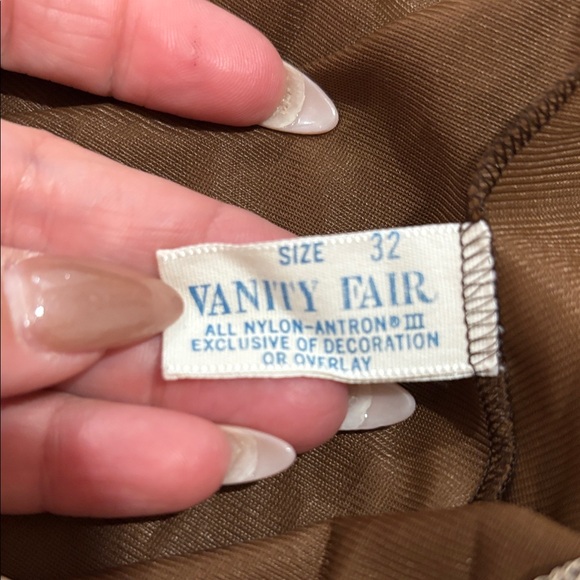 SIZE 32
VANITY FAIR
ALL NYLON-ANTRON® III
EXCLUSIVE OF DECORATION
OR OVERLAY